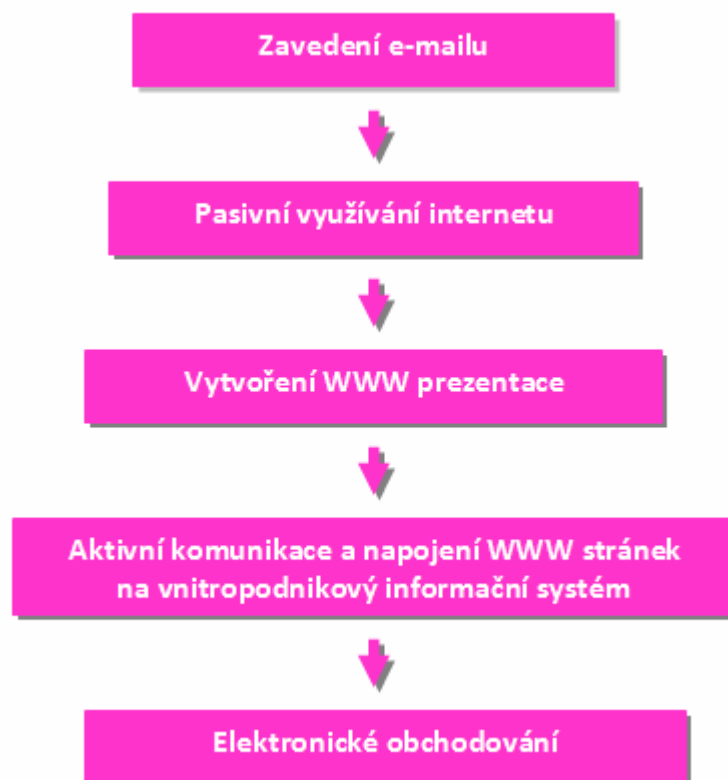 Zavedení e-mailu
Pasivní využívání internetu
Vytvoření WWW prezentace
Aktivní komunikace a napojení WWW stránek
na vnitropodnikový informační systém
Elektronické obchodování